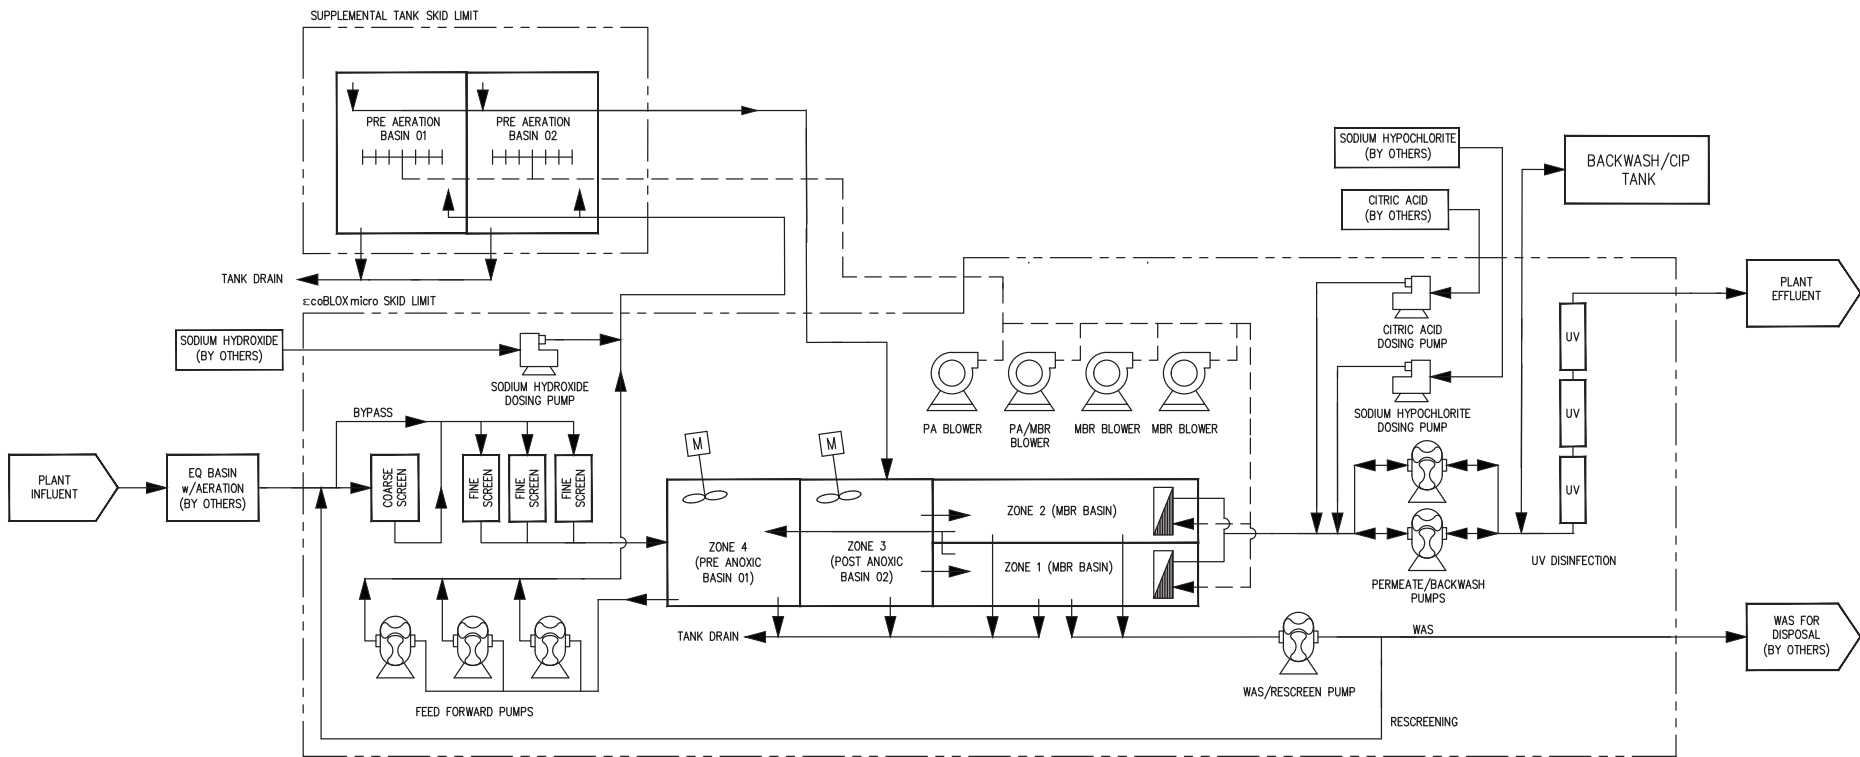 SUPPLEMENTAL TANK SKID LIMIT
PRE AERATION
BASIN 01
PRE AERATION
BASIN 02
TANK DRAIN
EcoBLOXmicro SKID LIMIT
SODIUM HYDROXIDE
(BY OTHERS)
SODIUM HYDROXIDE
DOSING PUMP
BYPASS
PLANT
INFLUENT
EQ BASIN
w/AERATION
(BY OTHERS)
COARSE
SCREEN
FINE
SCREEN
FINE
SCREEN
FINE
SCREEN
FEED FORWARD PUMPS
M
M
ZONE 4
(PRE ANOXIC
BASIN 01)
ZONE 3
(POST ANOXIC
BASIN 02)
ZONE 2 (MBR BASIN)
ZONE 1 (MBR BASIN)
TANK DRAIN
PA BLOWER
PA/MBR
BLOWER
MBR BLOWER
MBR BLOWER
SODIUM HYPOCHLORITE
(BY OTHERS)
CITRIC ACID
(BY OTHERS)
BACKWASH/CIP
TANK
CITRIC ACID
DOSING PUMP
SODIUM HYPOCHLORITE
DOSING PUMP
PERMEATE/BACKWASH
PUMPS
UV
UV
UV
UV DISINFECTION
PLANT
EFFLUENT
WAS
WAS FOR
DISPOSAL
(BY OTHERS)
WAS/RESCREEN PUMP
RESCREENING